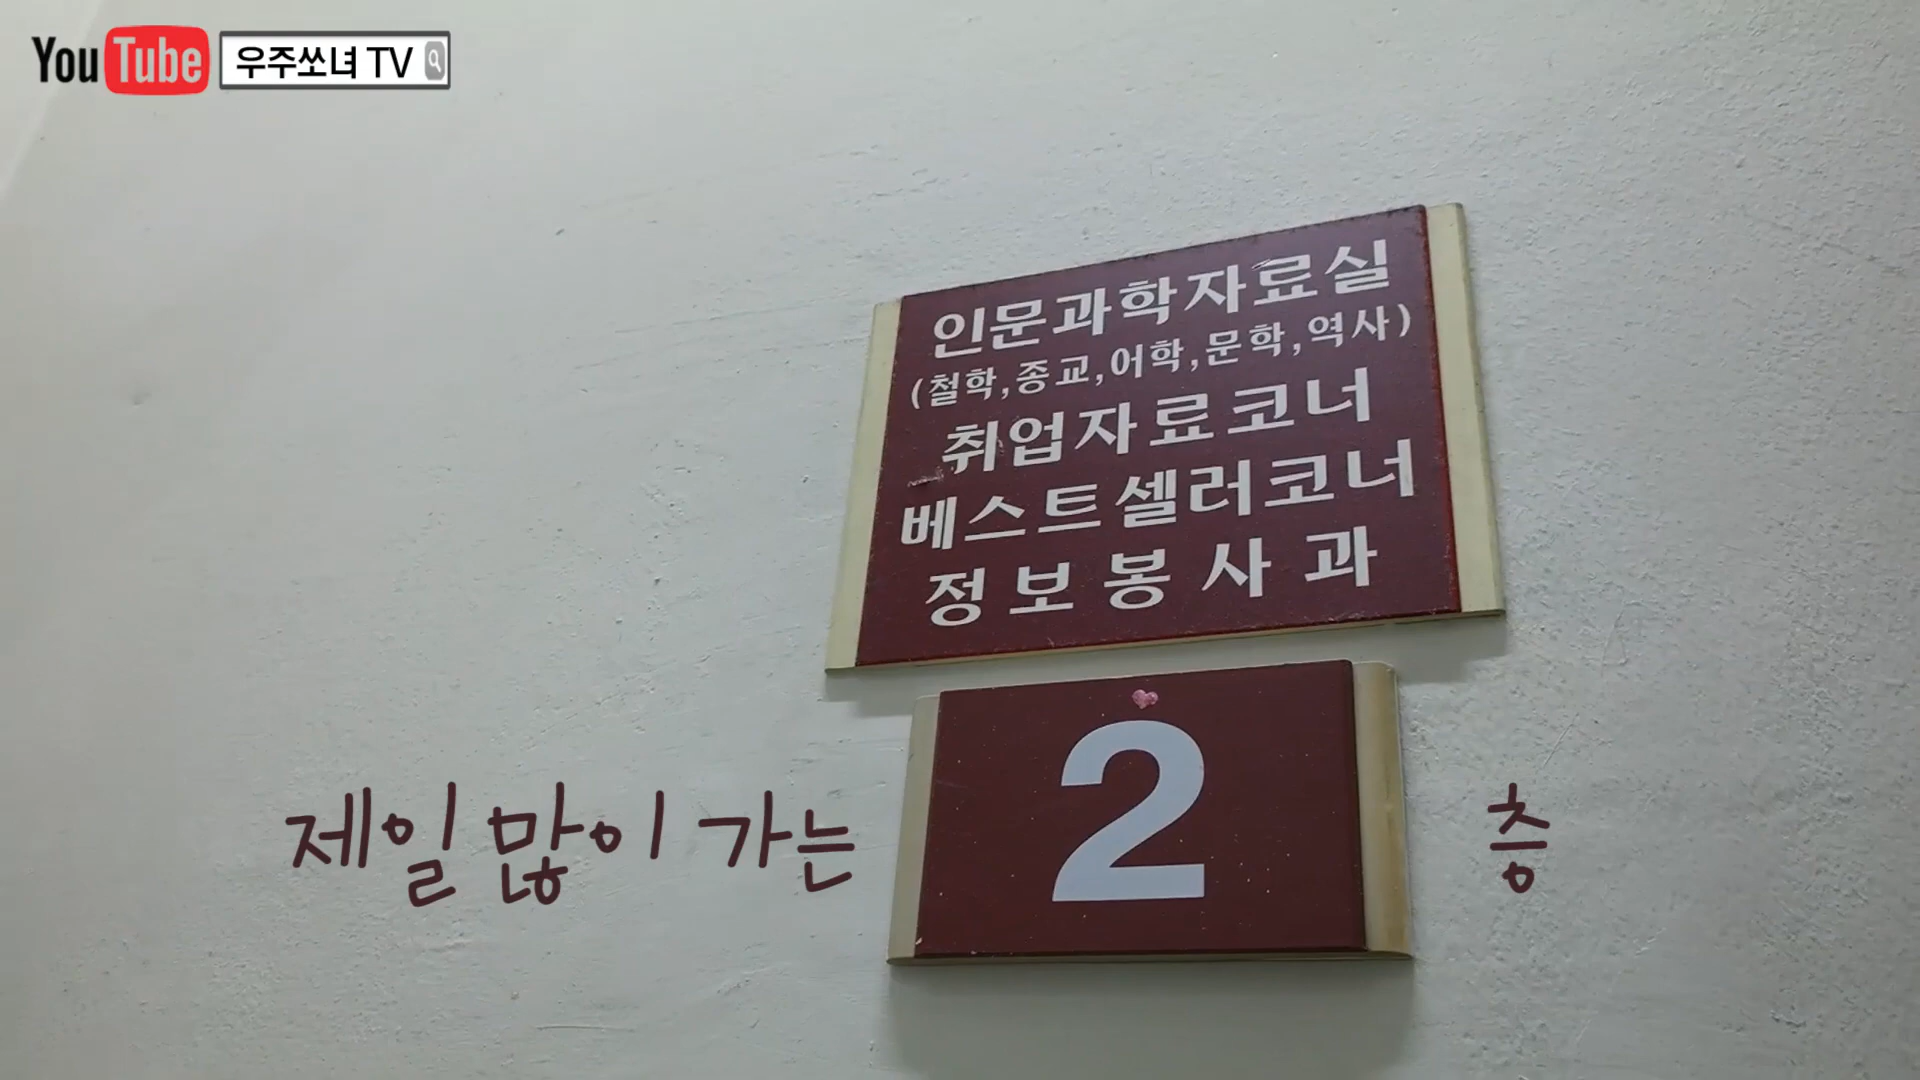 YouTube 우주쏘녀 TV
인문과학자료실
(철학,종교,어학,문학,역사)
취업자료코너
베스트셀러코너
정보봉사과
제일 많이 가는 2 층